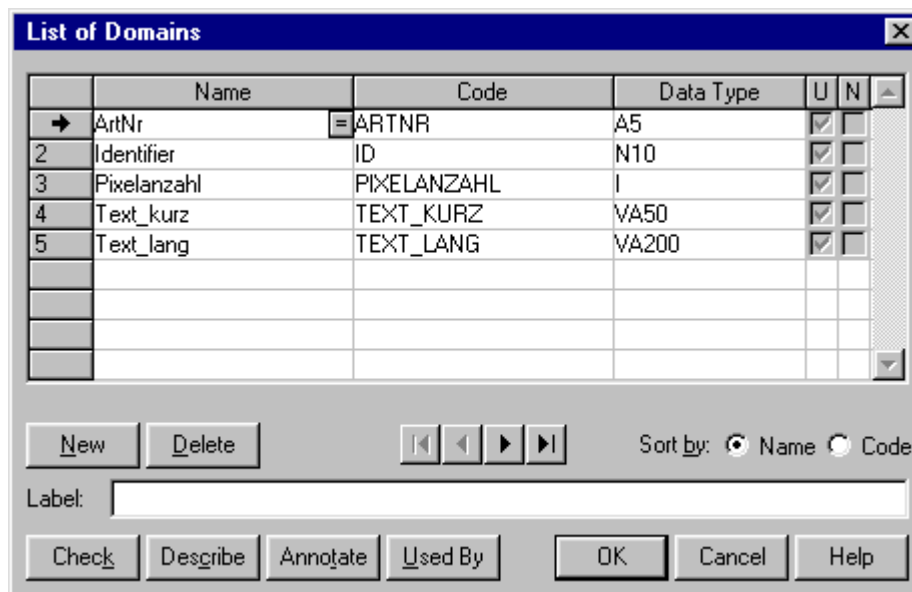 List of Domains
Name Code Data Type U N
ArtNr = ARTNR A5
2 Identifier ID N10
3 Pixelanzahl PIXELANZAHL I
4 Text_kurz TEXT_KURZ VA50
5 Text_lang TEXT_LANG VA200
New Delete Sort by: Name Code
Label:
Check Describe Annotate Used By OK Cancel Help